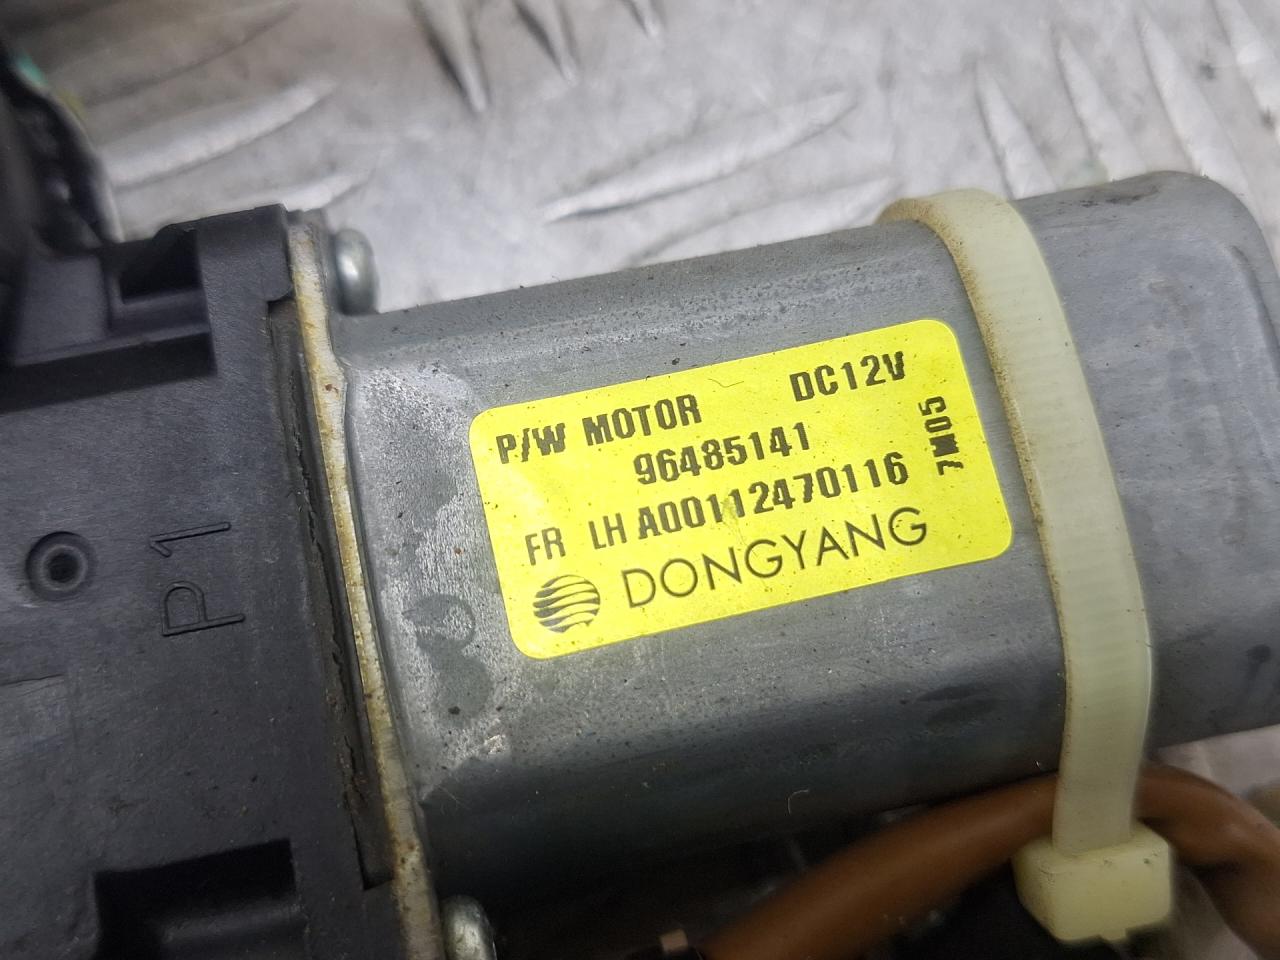 P/W MOTOR DC12V
96485141
FR LH A00112470116
7M05
DONGYANG
P1